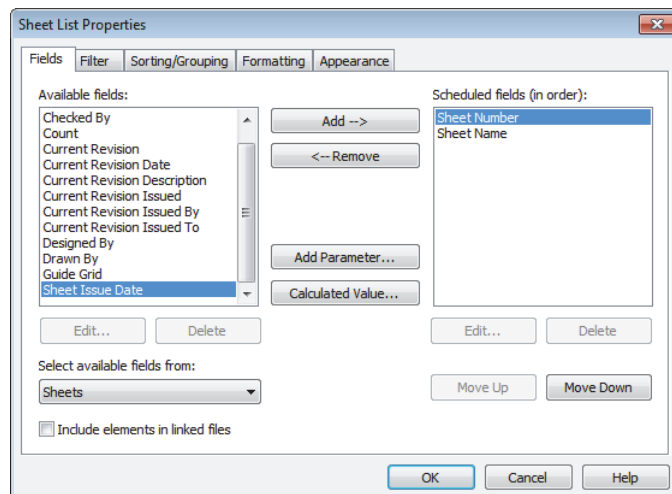 Sheet List Properties
Fields
Filter
Sorting/Grouping
Formatting
Appearance
Available fields:
Checked By
Count
Current Revision
Current Revision Date
Current Revision Description
Current Revision Issued
Current Revision Issued By
Current Revision Issued To
Designed By
Drawn By
Guide Grid
Sheet Issue Date
Add -->
<-- Remove
Add Parameter...
Calculated Value...
Scheduled fields (in order):
Sheet Number
Sheet Name
Edit...
Delete
Edit...
Delete
Select available fields from:
Sheets
Move Up
Move Down
Include elements in linked files
OK
Cancel
Help